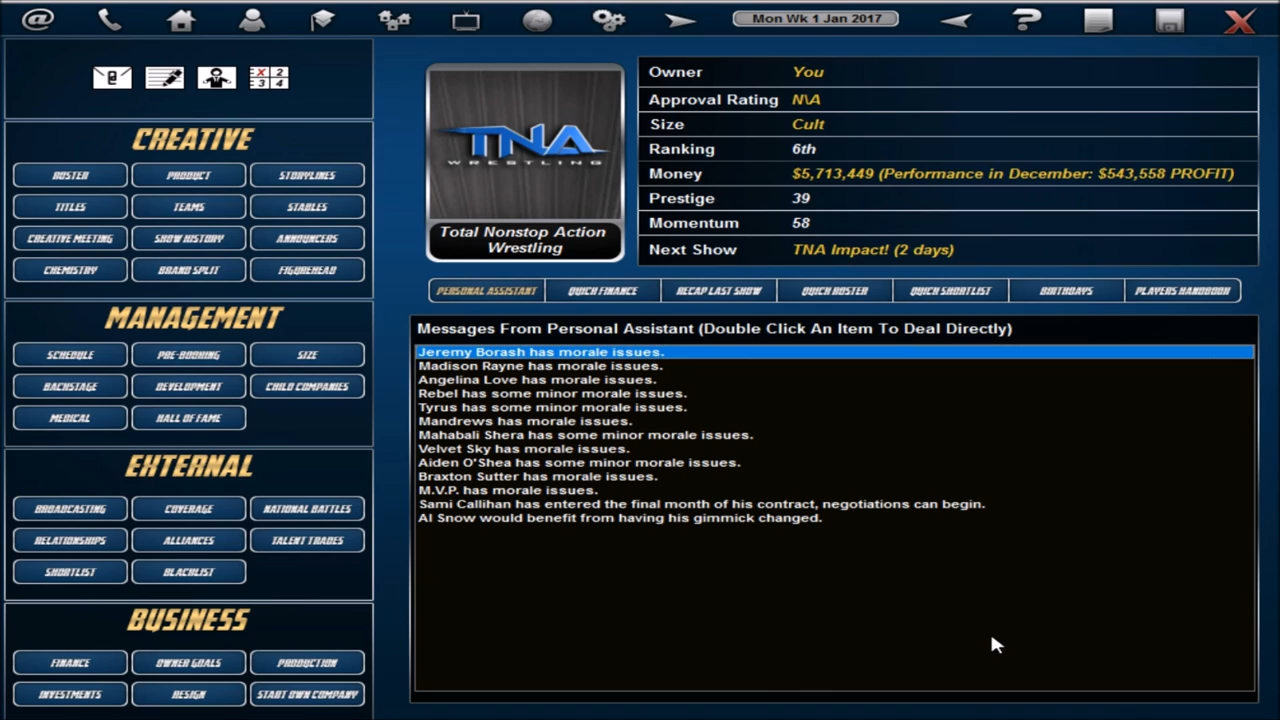 Mon Wk 1 Jan 2017
CREATIVE
ROSTER PRODUCT STORYLINES
TITLES TEAMS STABLES
CREATIVE MEETING SHOW HISTORY ANNOUNCERS
CHEMISTRY BRAND SPLIT FIGUREHEAD
MANAGEMENT
SCHEDULE PRE-BOOKING SIZE
BACKSTAGE DEVELOPMENT CHILD COMPANIES
MEDICAL HALL OF FAME
EXTERNAL
BROADCASTING COVERAGE NATIONAL BATTLES
RELATIONSHIPS ALLIANCES TALENT TRADES
SHORTLIST BLACKLIST
BUSINESS
FINANCE OWNER GOALS PRODUCTION
INVESTMENTS RESIGN START OWN COMPANY
TNA
WRESTLING
Total Nonstop Action
Wrestling
Owner You
Approval Rating N\A
Size Cult
Ranking 6th
Money $5,713,449 (Performance in December: $543,558 PROFIT)
Prestige 39
Momentum 58
Next Show TNA Impact! (2 days)
PERSONAL ASSISTANT QUICK FINANCE RECAP LAST SHOW QUICK ROSTER QUICK SHORTLIST BIRTHDAYS PLAYERS HANDBOOK
Messages From Personal Assistant (Double Click An Item To Deal Directly)
Jeremy Borash has morale issues.
Madison Rayne has morale issues.
Angelina Love has morale issues.
Rebel has some minor morale issues.
Tyrus has some minor morale issues.
Mandrews has morale issues.
Mahabali Shera has some minor morale issues.
Velvet Sky has morale issues.
Aiden O'Shea has some minor morale issues.
Braxton Sutter has morale issues.
M.V.P. has morale issues.
Sami Callihan has entered the final month of his contract, negotiations can begin.
Al Snow would benefit from having his gimmick changed.